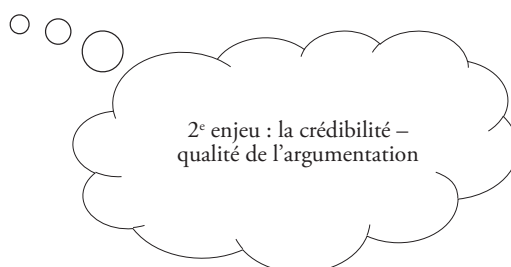 2e enjeu : la crédibilité –
qualité de l’argumentation